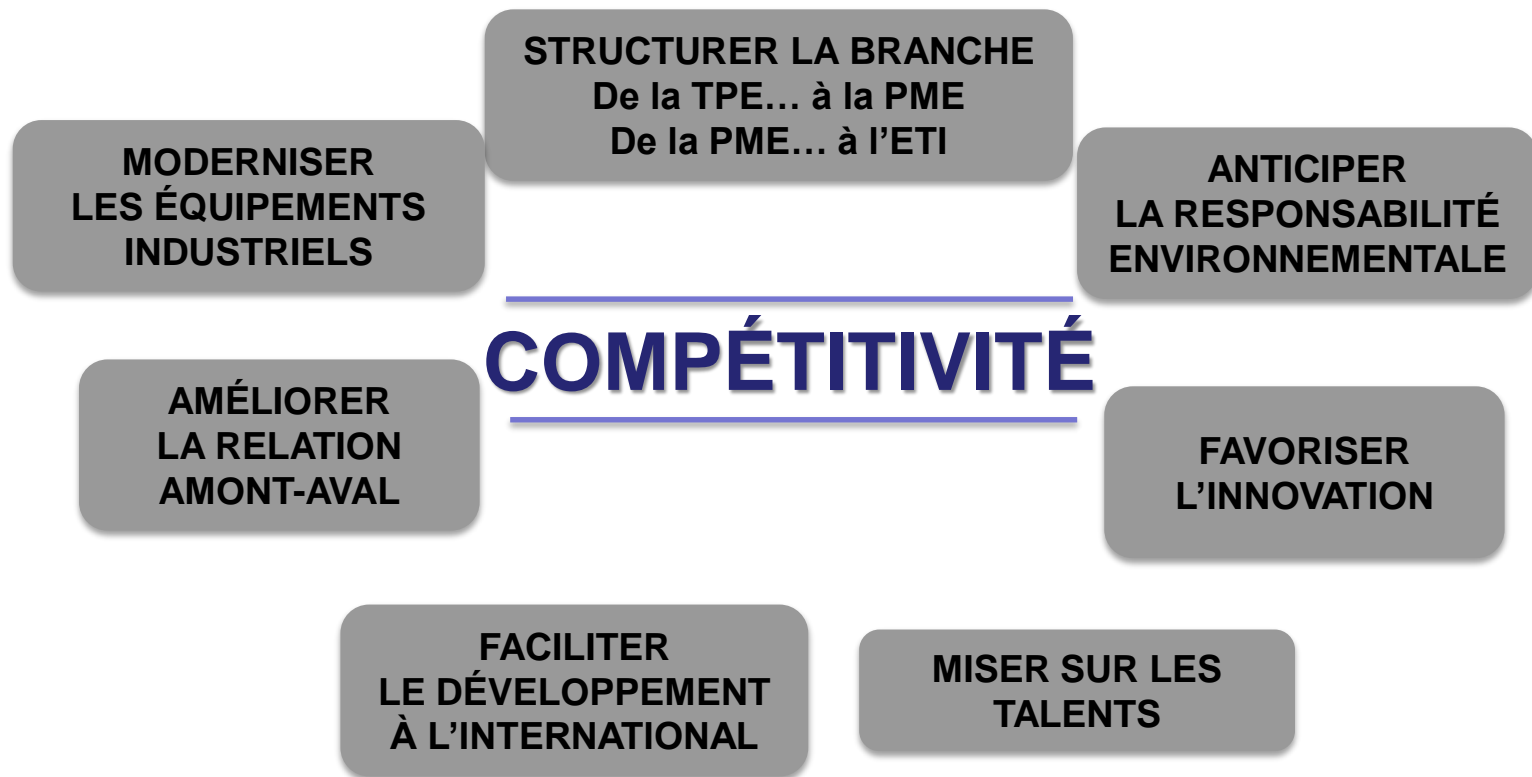 STRUCTURER LA BRANCHE
De la TPE… à la PME
De la PME… à l’ETI
MODERNISER
LES ÉQUIPEMENTS
INDUSTRIELS
ANTICIPER
LA RESPONSABILITÉ
ENVIRONNEMENTALE
COMPÉTITIVITÉ
AMÉLIORER
LA RELATION
AMONT-AVAL
FAVORISER
L’INNOVATION
FACILITER
LE DÉVELOPPEMENT
À L’INTERNATIONAL
MISER SUR LES
TALENTS